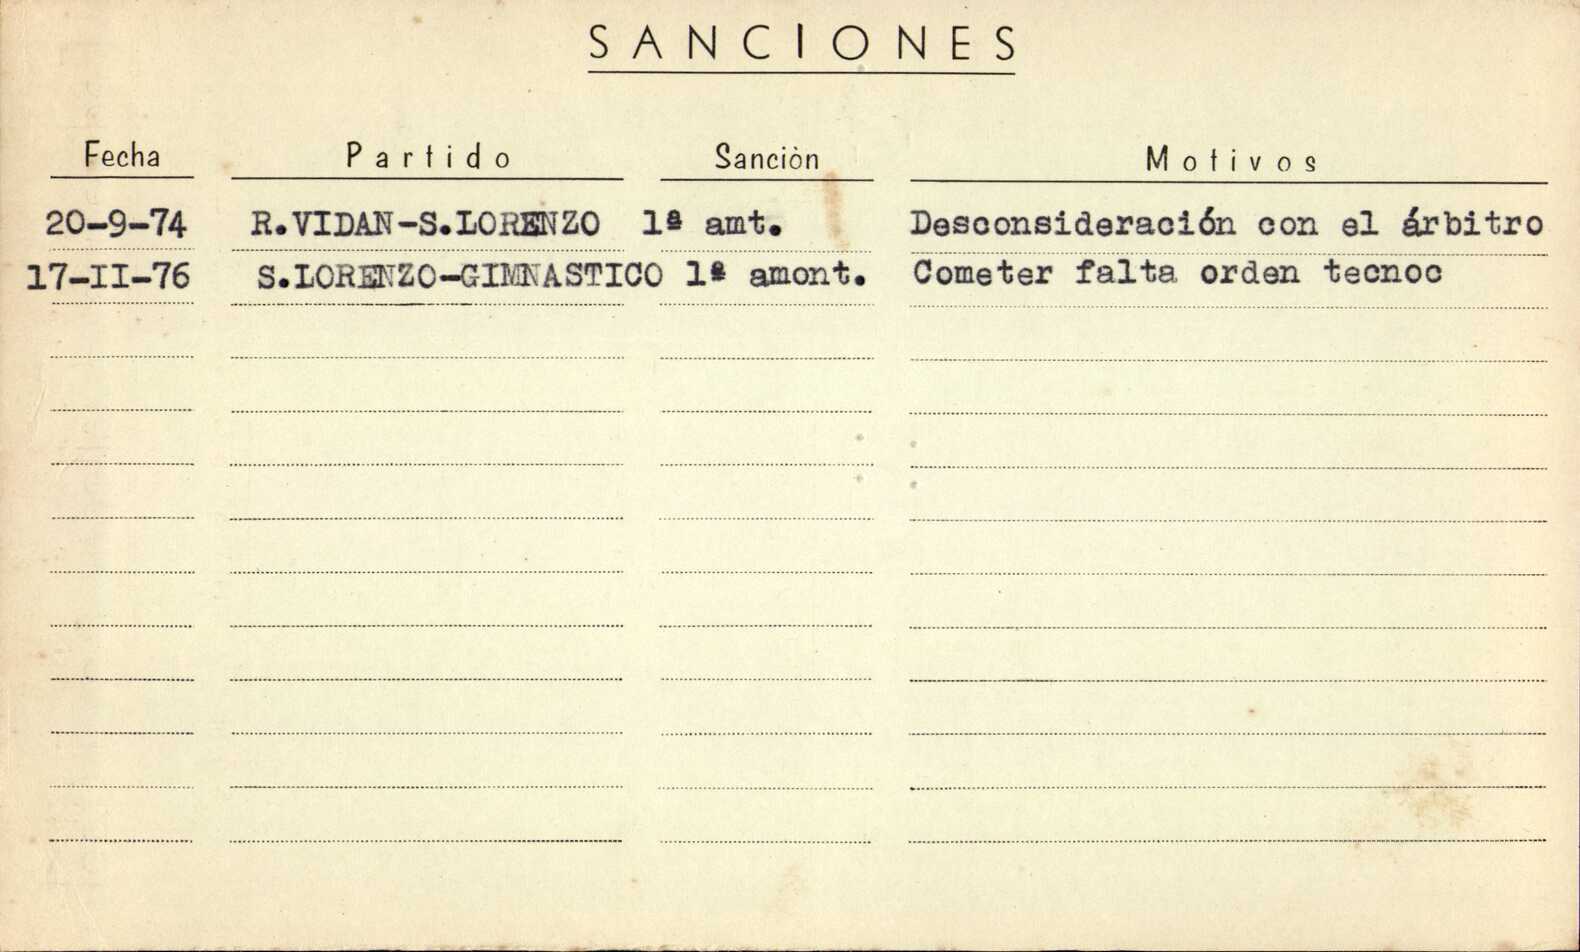 SANCIONES
Fecha Partido Sanciòn Motivos
20-9-74 R.VIDAN-S.LORENZO 1ª amt. Desconsideración con el árbitro
17-II-76 S.LORENZO-GIMNASTICO 1ª amont. Cometer falta orden tecnoc